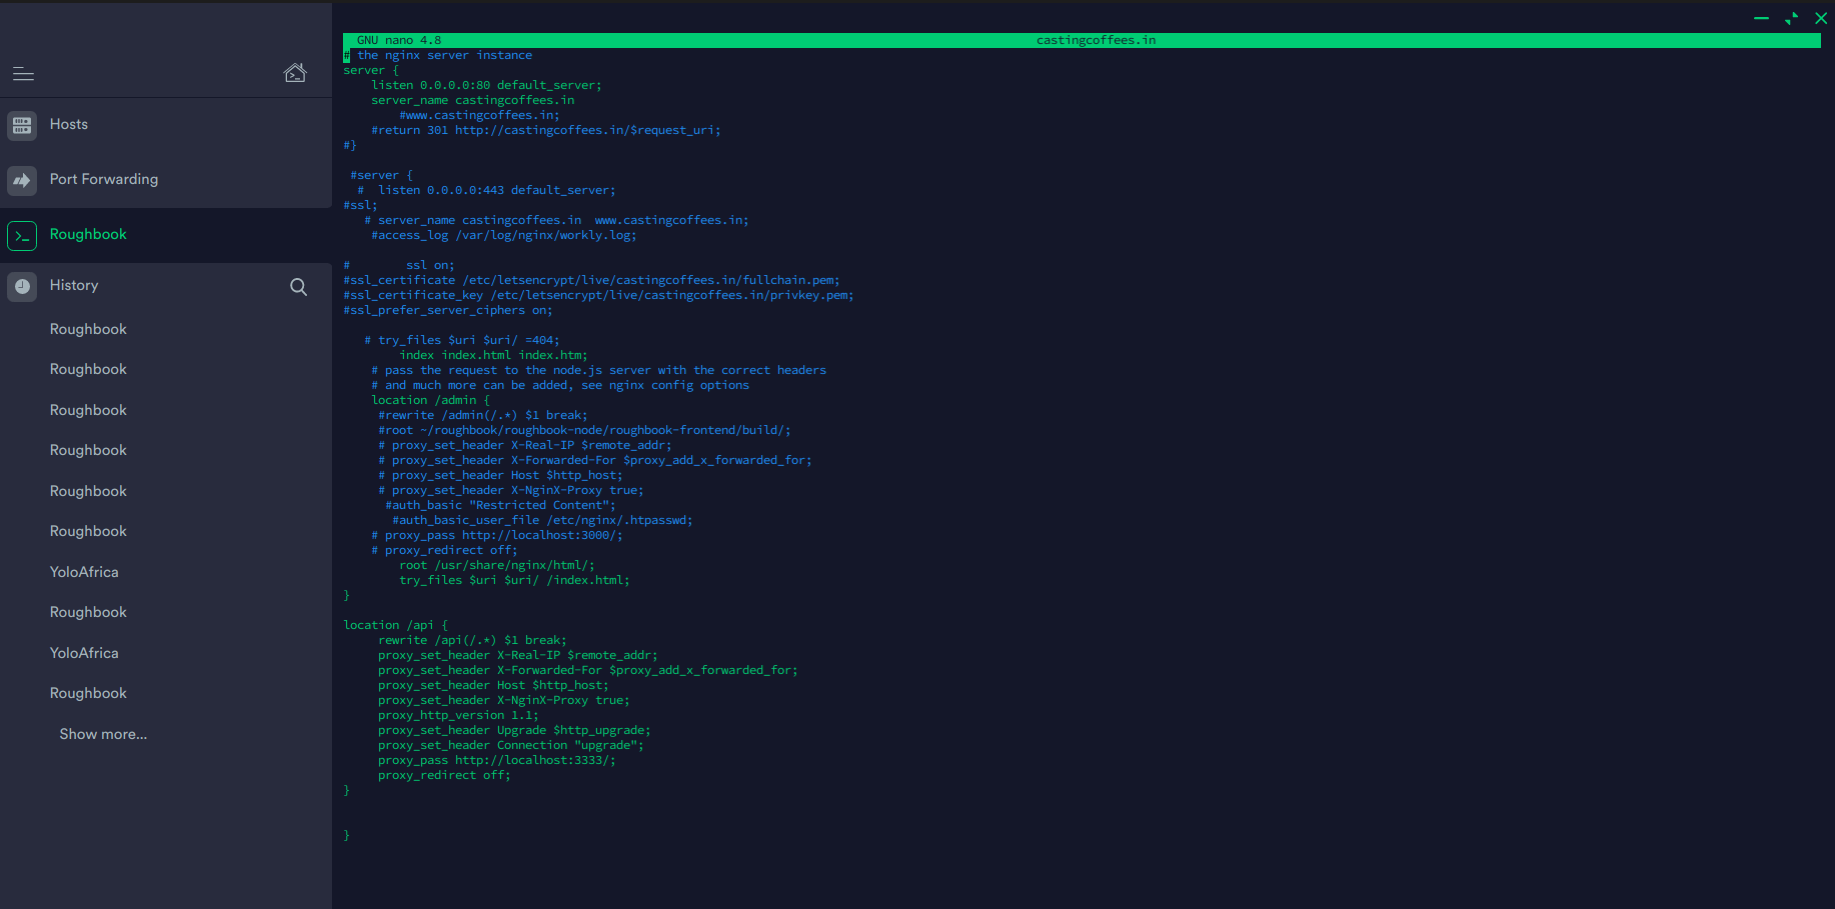 Hosts
Port Forwarding
Roughbook
History
Roughbook
Roughbook
Roughbook
Roughbook
Roughbook
Roughbook
YoloAfrica
Roughbook
YoloAfrica
Roughbook
Show more...
GNU nano 4.8 castingcoffees.in
# the nginx server instance
server {
listen 0.0.0.0:80 default_server;
server_name castingcoffees.in
#www.castingcoffees.in;
#return 301 http://castingcoffees.in/$request_uri;
#}
#server {
# listen 0.0.0.0:443 default_server;
#ssl;
# server_name castingcoffees.in www.castingcoffees.in;
#access_log /var/log/nginx/workly.log;
# ssl on;
#ssl_certificate /etc/letsencrypt/live/castingcoffees.in/fullchain.pem;
#ssl_certificate_key /etc/letsencrypt/live/castingcoffees.in/privkey.pem;
#ssl_prefer_server_ciphers on;
# try_files $uri $uri/ =404;
index index.html index.htm;
# pass the request to the node.js server with the correct headers
# and much more can be added, see nginx config options
location /admin {
#rewrite /admin(/.*) $1 break;
#root ~/roughbook/roughbook-node/roughbook-frontend/build/;
# proxy_set_header X-Real-IP $remote_addr;
# proxy_set_header X-Forwarded-For $proxy_add_x_forwarded_for;
# proxy_set_header Host $http_host;
# proxy_set_header X-NginX-Proxy true;
#auth_basic "Restricted Content";
#auth_basic_user_file /etc/nginx/.htpasswd;
# proxy_pass http://localhost:3000/;
# proxy_redirect off;
root /usr/share/nginx/html/;
try_files $uri $uri/ /index.html;
}
location /api {
rewrite /api(/.*) $1 break;
proxy_set_header X-Real-IP $remote_addr;
proxy_set_header X-Forwarded-For $proxy_add_x_forwarded_for;
proxy_set_header Host $http_host;
proxy_set_header X-NginX-Proxy true;
proxy_http_version 1.1;
proxy_set_header Upgrade $http_upgrade;
proxy_set_header Connection "upgrade";
proxy_pass http://localhost:3333/;
proxy_redirect off;
}
}